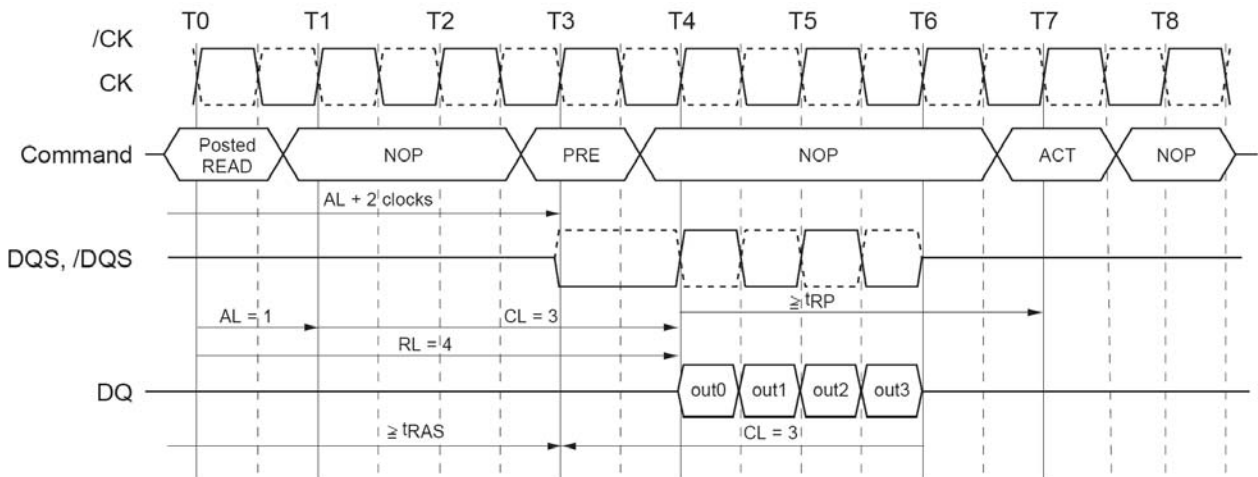 T0 T1 T2 T3 T4 T5 T6 T7 T8
/CK
CK
Command Posted READ NOP PRE NOP ACT NOP
AL + 2 clocks
DQS, /DQS
≧ tRP
AL = 1 CL = 3
RL = 4
DQ out0 out1 out2 out3
≧ tRAS CL = 3